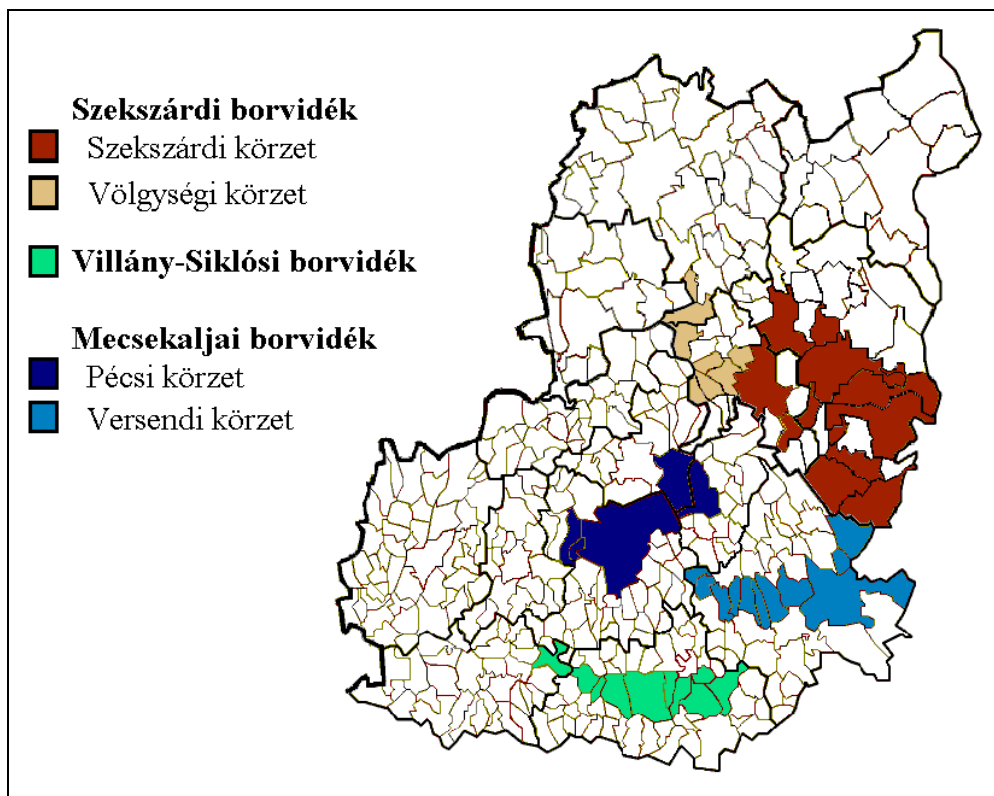 Szekszárdi borvidék
Szekszárdi körzet
Völgységi körzet
Villány-Siklósi borvidék
Mecsekaljai borvidék
Pécsi körzet
Versendi körzet